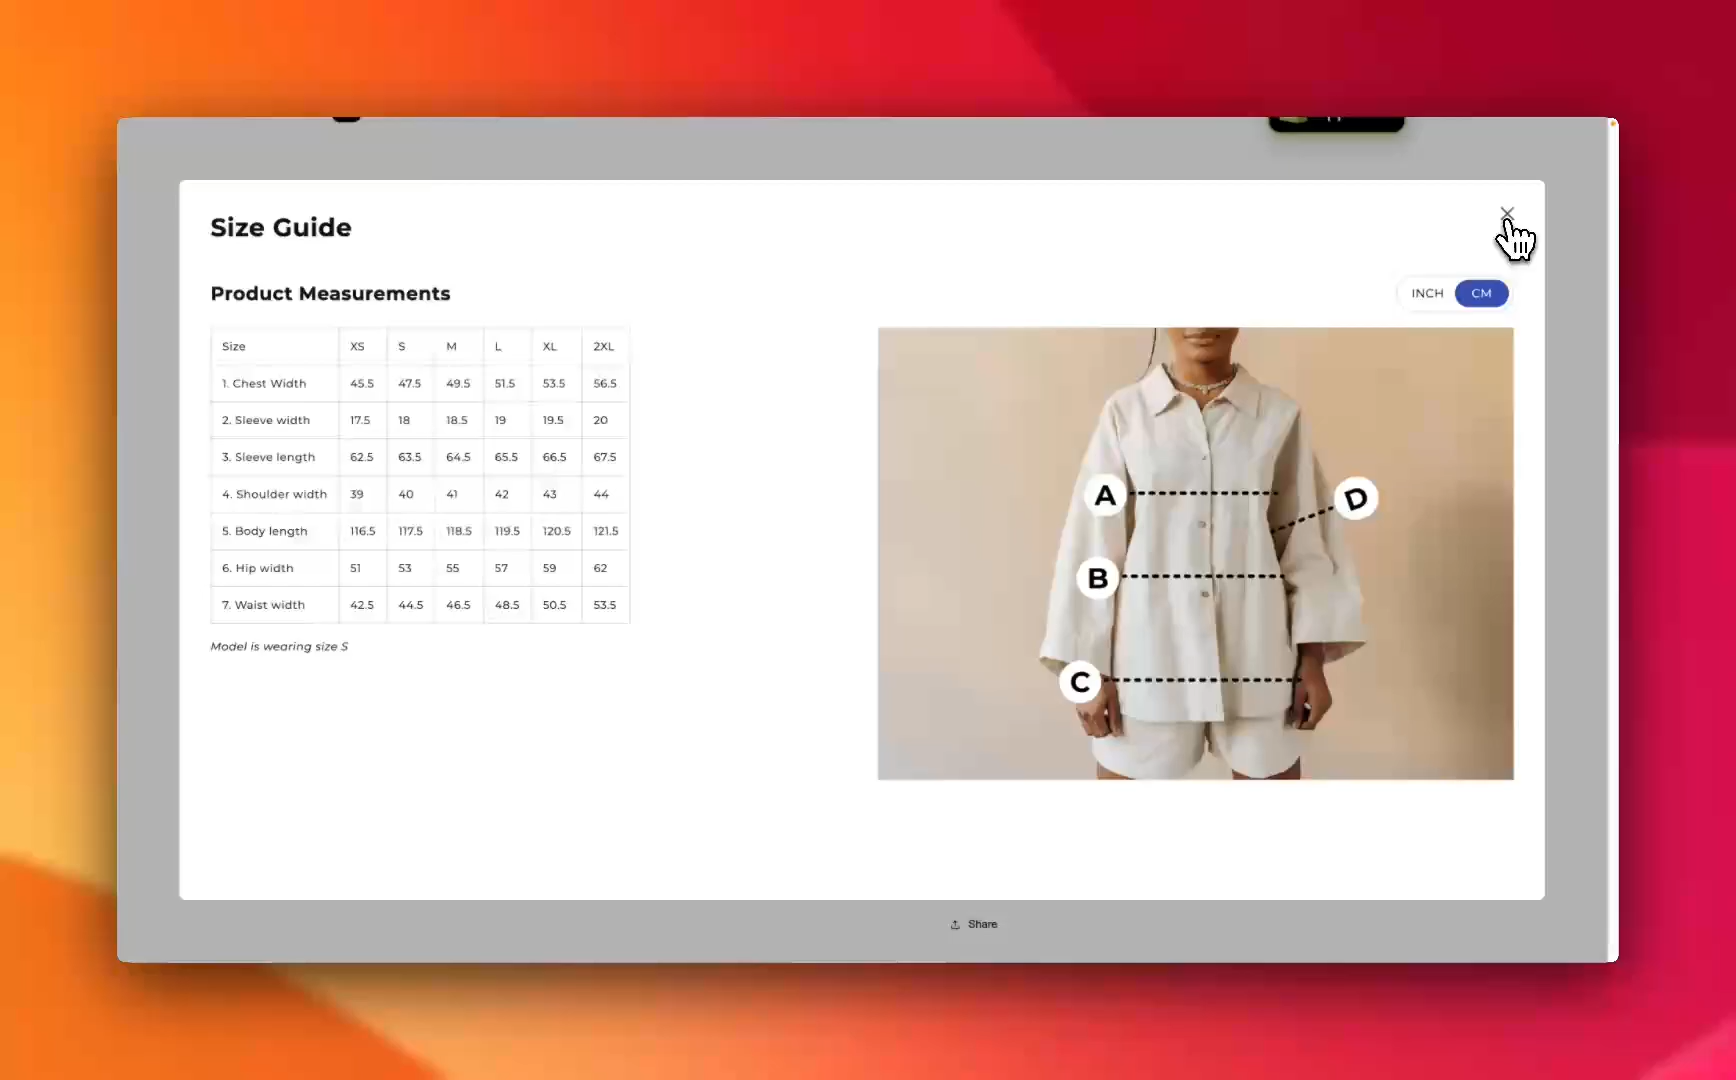 Size Guide
Product Measurements
INCH CM
Size XS S M L XL 2XL
1. Chest Width 45.5 47.5 49.5 51.5 53.5 56.5
2. Sleeve width 17.5 18 18.5 19 19.5 20
3. Sleeve length 62.5 63.5 64.5 65.5 66.5 67.5
4. Shoulder width 39 40 41 42 43 44
5. Body length 116.5 117.5 118.5 119.5 120.5 121.5
6. Hip width 51 53 55 57 59 62
7. Waist width 42.5 44.5 46.5 48.5 50.5 53.5
Model is wearing size S
A
D
B
C
Share